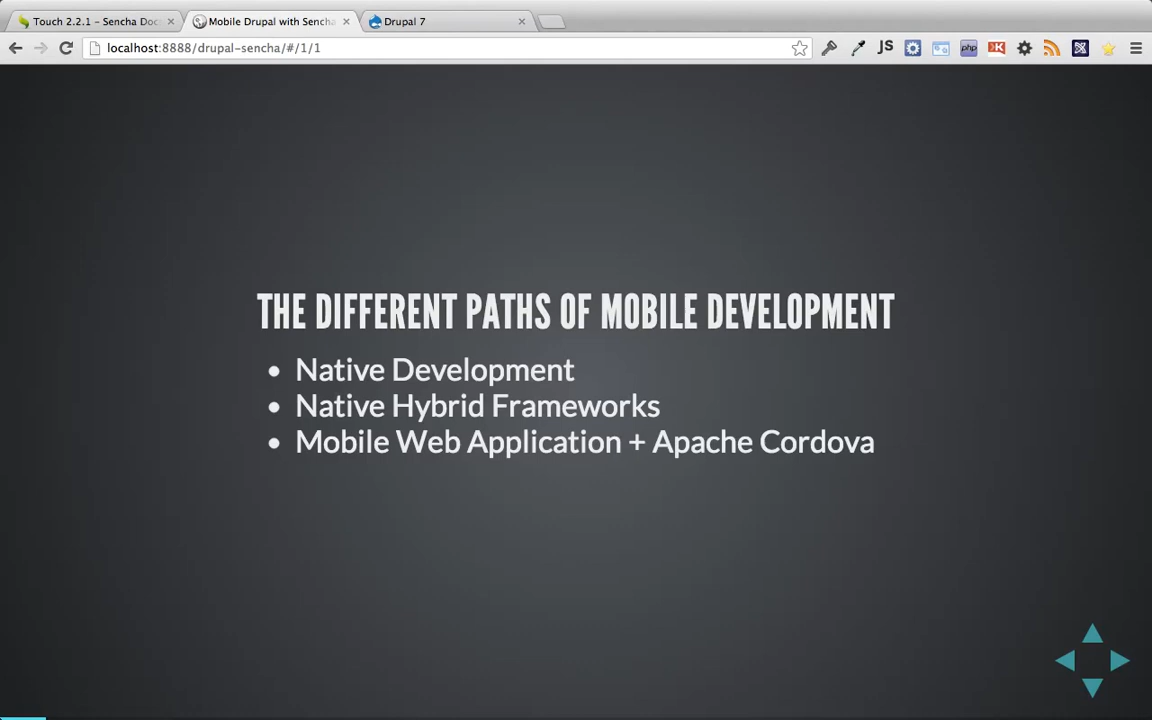 Touch 2.2.1 – Sencha Doc
Mobile Drupal with Sencha
Drupal 7
localhost:8888/drupal-sencha/#/1/1
JS
php
K
THE DIFFERENT PATHS OF MOBILE DEVELOPMENT
• Native Development
• Native Hybrid Frameworks
• Mobile Web Application + Apache Cordova